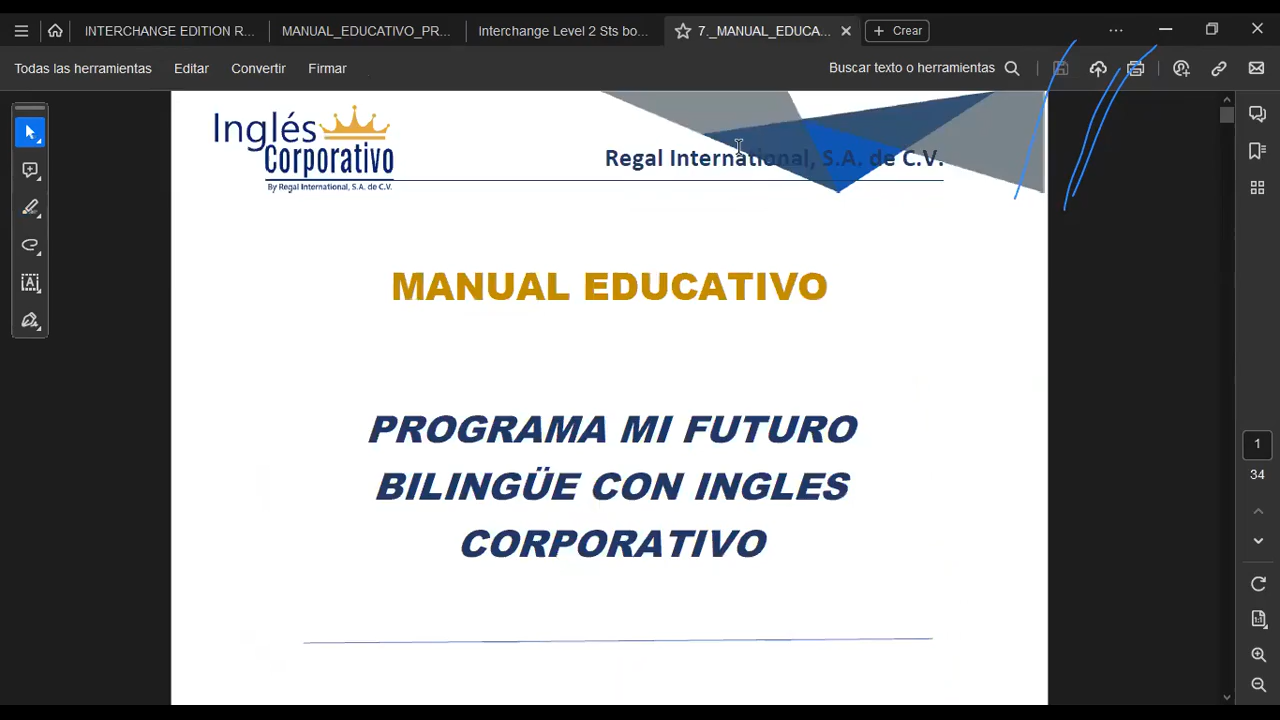 INTERCHANGE EDITION R...
MANUAL_EDUCATIVO_PR...
Interchange Level 2 Sts bo...
7._MANUAL_EDUCA...
Crear
Todas las herramientas
Editar
Convertir
Firmar
Buscar texto o herramientas
Inglés
Corporativo
By Regal International, S.A. de C.V.
Regal International, S.A. de C.V.
MANUAL EDUCATIVO
PROGRAMA MI FUTURO
BILINGÜE CON INGLES
CORPORATIVO
1
34